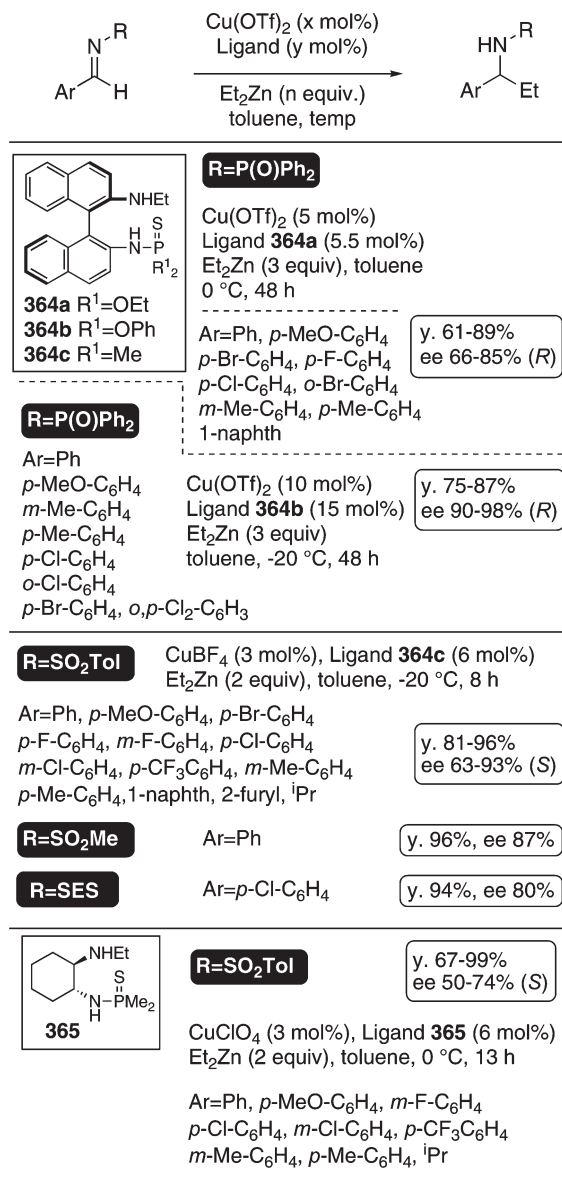 N R
Ar H
Cu(OTf)2 (x mol%)
Ligand (y mol%)
Et2Zn (n equiv.)
toluene, temp
HN R
Ar Et
NHEt
H S
N-P
R12
364a R1=OEt
364b R1=OPh
364c R1=Me
R=P(O)Ph2
Cu(OTf)2 (5 mol%)
Ligand 364a (5.5 mol%)
Et2Zn (3 equiv), toluene
0 °C, 48 h
Ar=Ph, p-MeO-C6H4
p-Br-C6H4, p-F-C6H4
p-Cl-C6H4, o-Br-C6H4
m-Me-C6H4, p-Me-C6H4
1-naphth
y. 61-89%
ee 66-85% (R)
R=P(O)Ph2
Ar=Ph
p-MeO-C6H4
m-Me-C6H4
p-Me-C6H4
p-Cl-C6H4
o-Cl-C6H4
p-Br-C6H4, o,p-Cl2-C6H3
Cu(OTf)2 (10 mol%)
Ligand 364b (15 mol%)
Et2Zn (3 equiv)
toluene, -20 °C, 48 h
y. 75-87%
ee 90-98% (R)
R=SO2Tol
CuBF4 (3 mol%), Ligand 364c (6 mol%)
Et2Zn (2 equiv), toluene, -20 °C, 8 h
Ar=Ph, p-MeO-C6H4, p-Br-C6H4
p-F-C6H4, m-F-C6H4, p-Cl-C6H4
m-Cl-C6H4, p-CF3C6H4, m-Me-C6H4
p-Me-C6H4,1-naphth, 2-furyl, iPr
y. 81-96%
ee 63-93% (S)
R=SO2Me
Ar=Ph
y. 96%, ee 87%
R=SES
Ar=p-Cl-C6H4
y. 94%, ee 80%
NHEt
S
N-PMe2
H
365
R=SO2Tol
y. 67-99%
ee 50-74% (S)
CuClO4 (3 mol%), Ligand 365 (6 mol%)
Et2Zn (2 equiv), toluene, 0 °C, 13 h
Ar=Ph, p-MeO-C6H4, m-F-C6H4
p-Cl-C6H4, m-Cl-C6H4, p-CF3C6H4
m-Me-C6H4, p-Me-C6H4, iPr